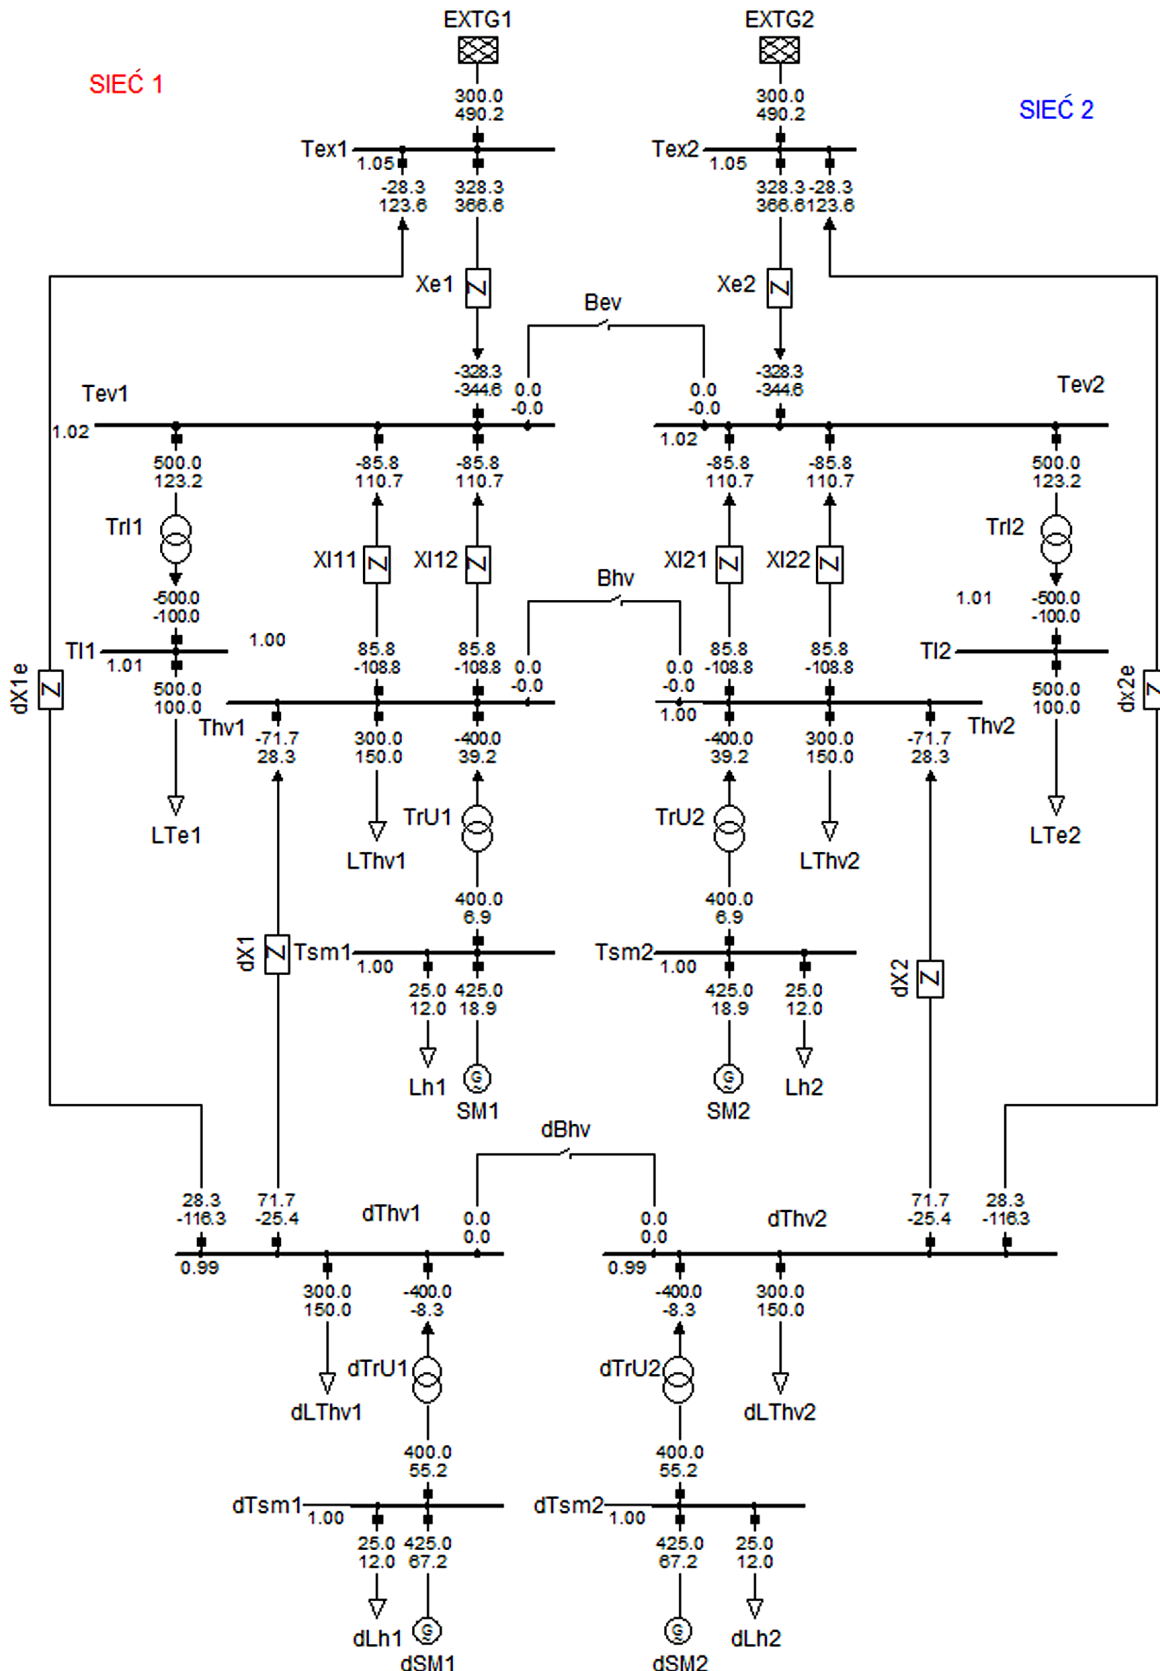 EXTG1 EXTG2
SIEĆ 1
SIEĆ 2
300.0 300.0
490.2 490.2
Tex1 Tex2
1.05 1.05
-28.3 328.3 328.3 -28.3
123.6 366.6 366.6 123.6
Xe1 Xe2
Bev
-328.3 -328.3
-344.6 -344.6
0.0 0.0
-0.0 -0.0
Tev1 Tev2
1.02 1.02
500.0 -85.8 -85.8 -85.8 -85.8 500.0
123.2 110.7 110.7 110.7 110.7 123.2
TrI1 TrI2
XI11 XI12 XI21 XI22
Bhv
-500.0 1.01 -500.0
-100.0 -100.0
1.00
TI1 TI2
1.01
85.8 85.8 85.8 85.8
-108.8 -108.8 -108.8 -108.8
0.0 0.0
-0.0 -0.0
500.0 500.0
100.0 100.0
dX1e dx2e
Z Z Z Z Z Z Z Z Z Z
Thv1 1.00 Thv2
-71.7 300.0 -400.0 -400.0 300.0 -71.7
28.3 150.0 39.2 39.2 150.0 28.3
TrU1 TrU2
LTe1 LThv1 LThv2 LTe2
400.0 400.0
6.9 6.9
dX1 dX2
Tsm1 Tsm2
1.00 1.00
25.0 425.0 425.0 25.0
12.0 18.9 18.9 12.0
G G
Lh1 SM1 SM2 Lh2
dBhv
28.3 71.7 71.7 28.3
-116.3 -25.4 -25.4 -116.3
dThv1 dThv2
0.0 0.0
0.0 0.0
0.99 0.99
300.0 -400.0 -400.0 300.0
150.0 -8.3 -8.3 150.0
dTrU1 dTrU2
dLThv1 dLThv2
400.0 400.0
55.2 55.2
dTsm1 dTsm2
1.00 1.00
25.0 425.0 425.0 25.0
12.0 67.2 67.2 12.0
G G
dLh1 dSM1 dSM2 dLh2